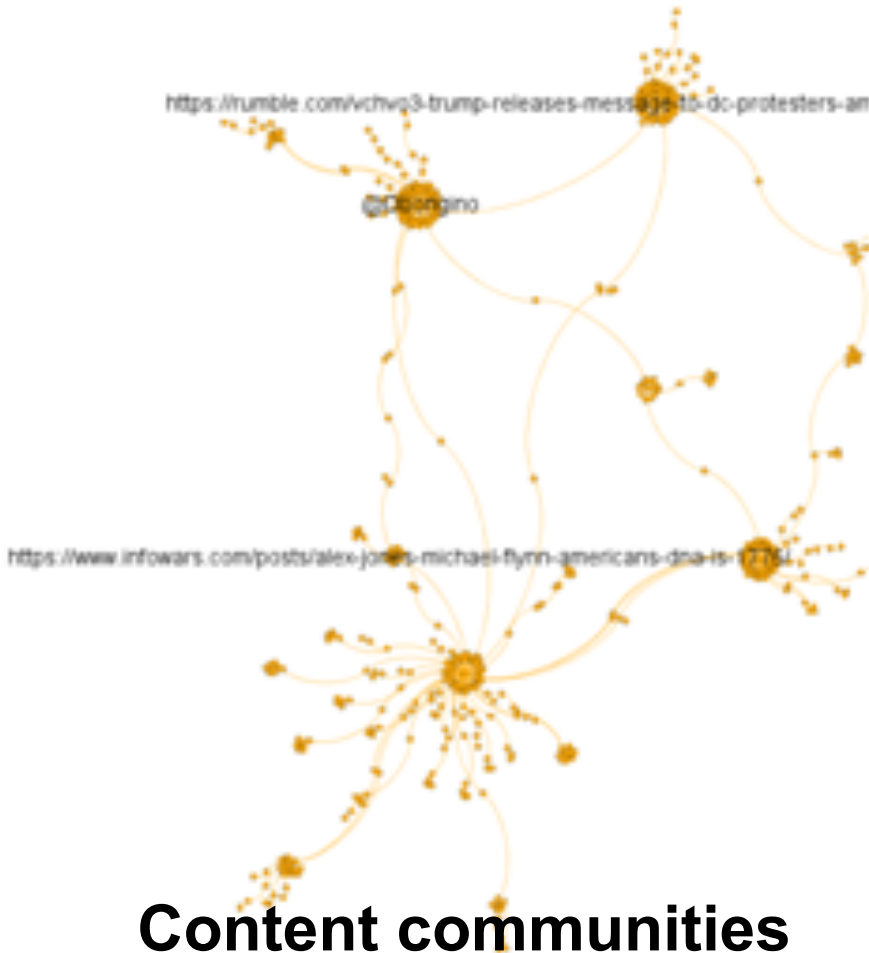 https://rumble.com/vchvo3-trump-releases-message-to-dc-protesters-an
@Dbongino
https://www.infowars.com/posts/alex-jones-michael-flynn-americans-dna-is-1776/
Content communities